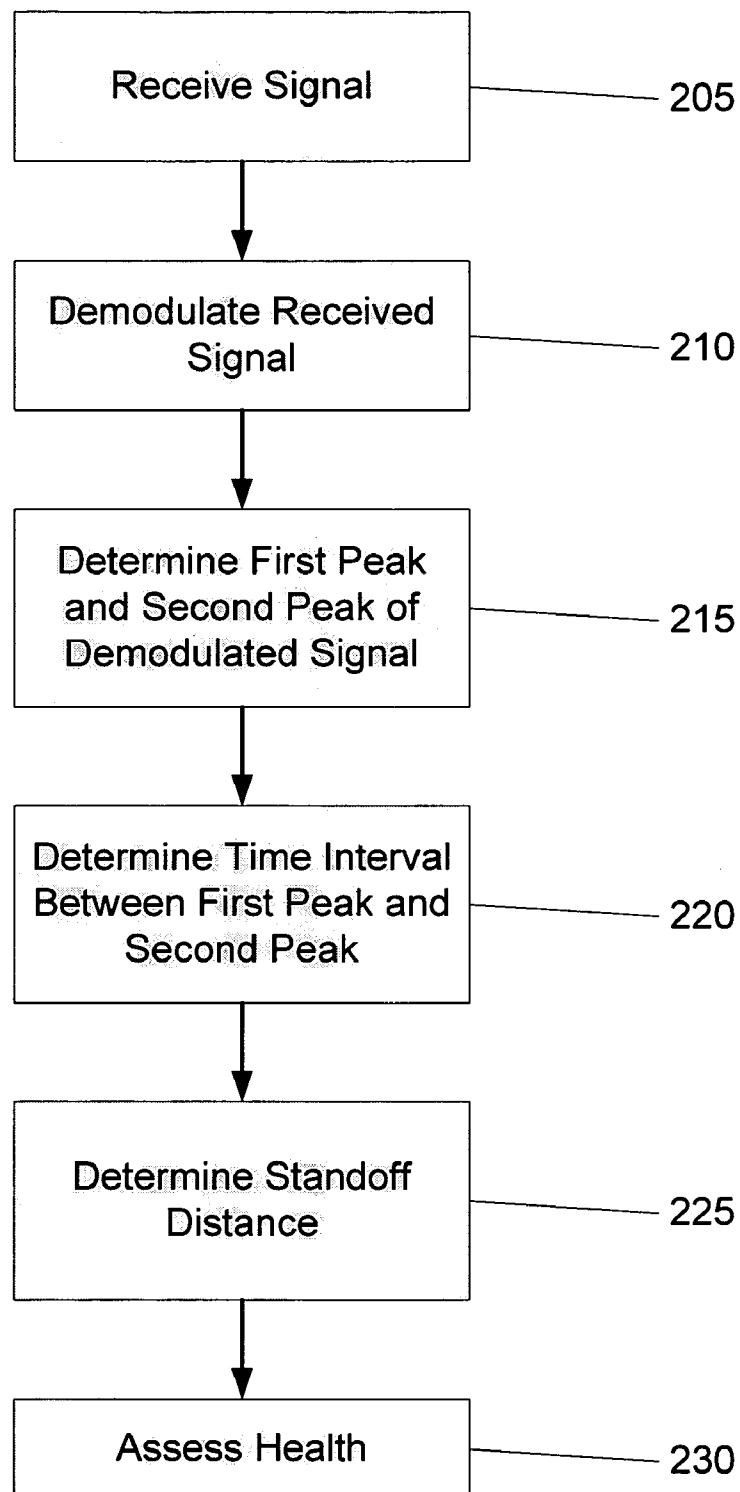 Receive Signal
205
Demodulate Received
Signal
210
Determine First Peak
and Second Peak of
Demodulated Signal
215
Determine Time Interval
Between First Peak and
Second Peak
220
Determine Standoff
Distance
225
Assess Health
230